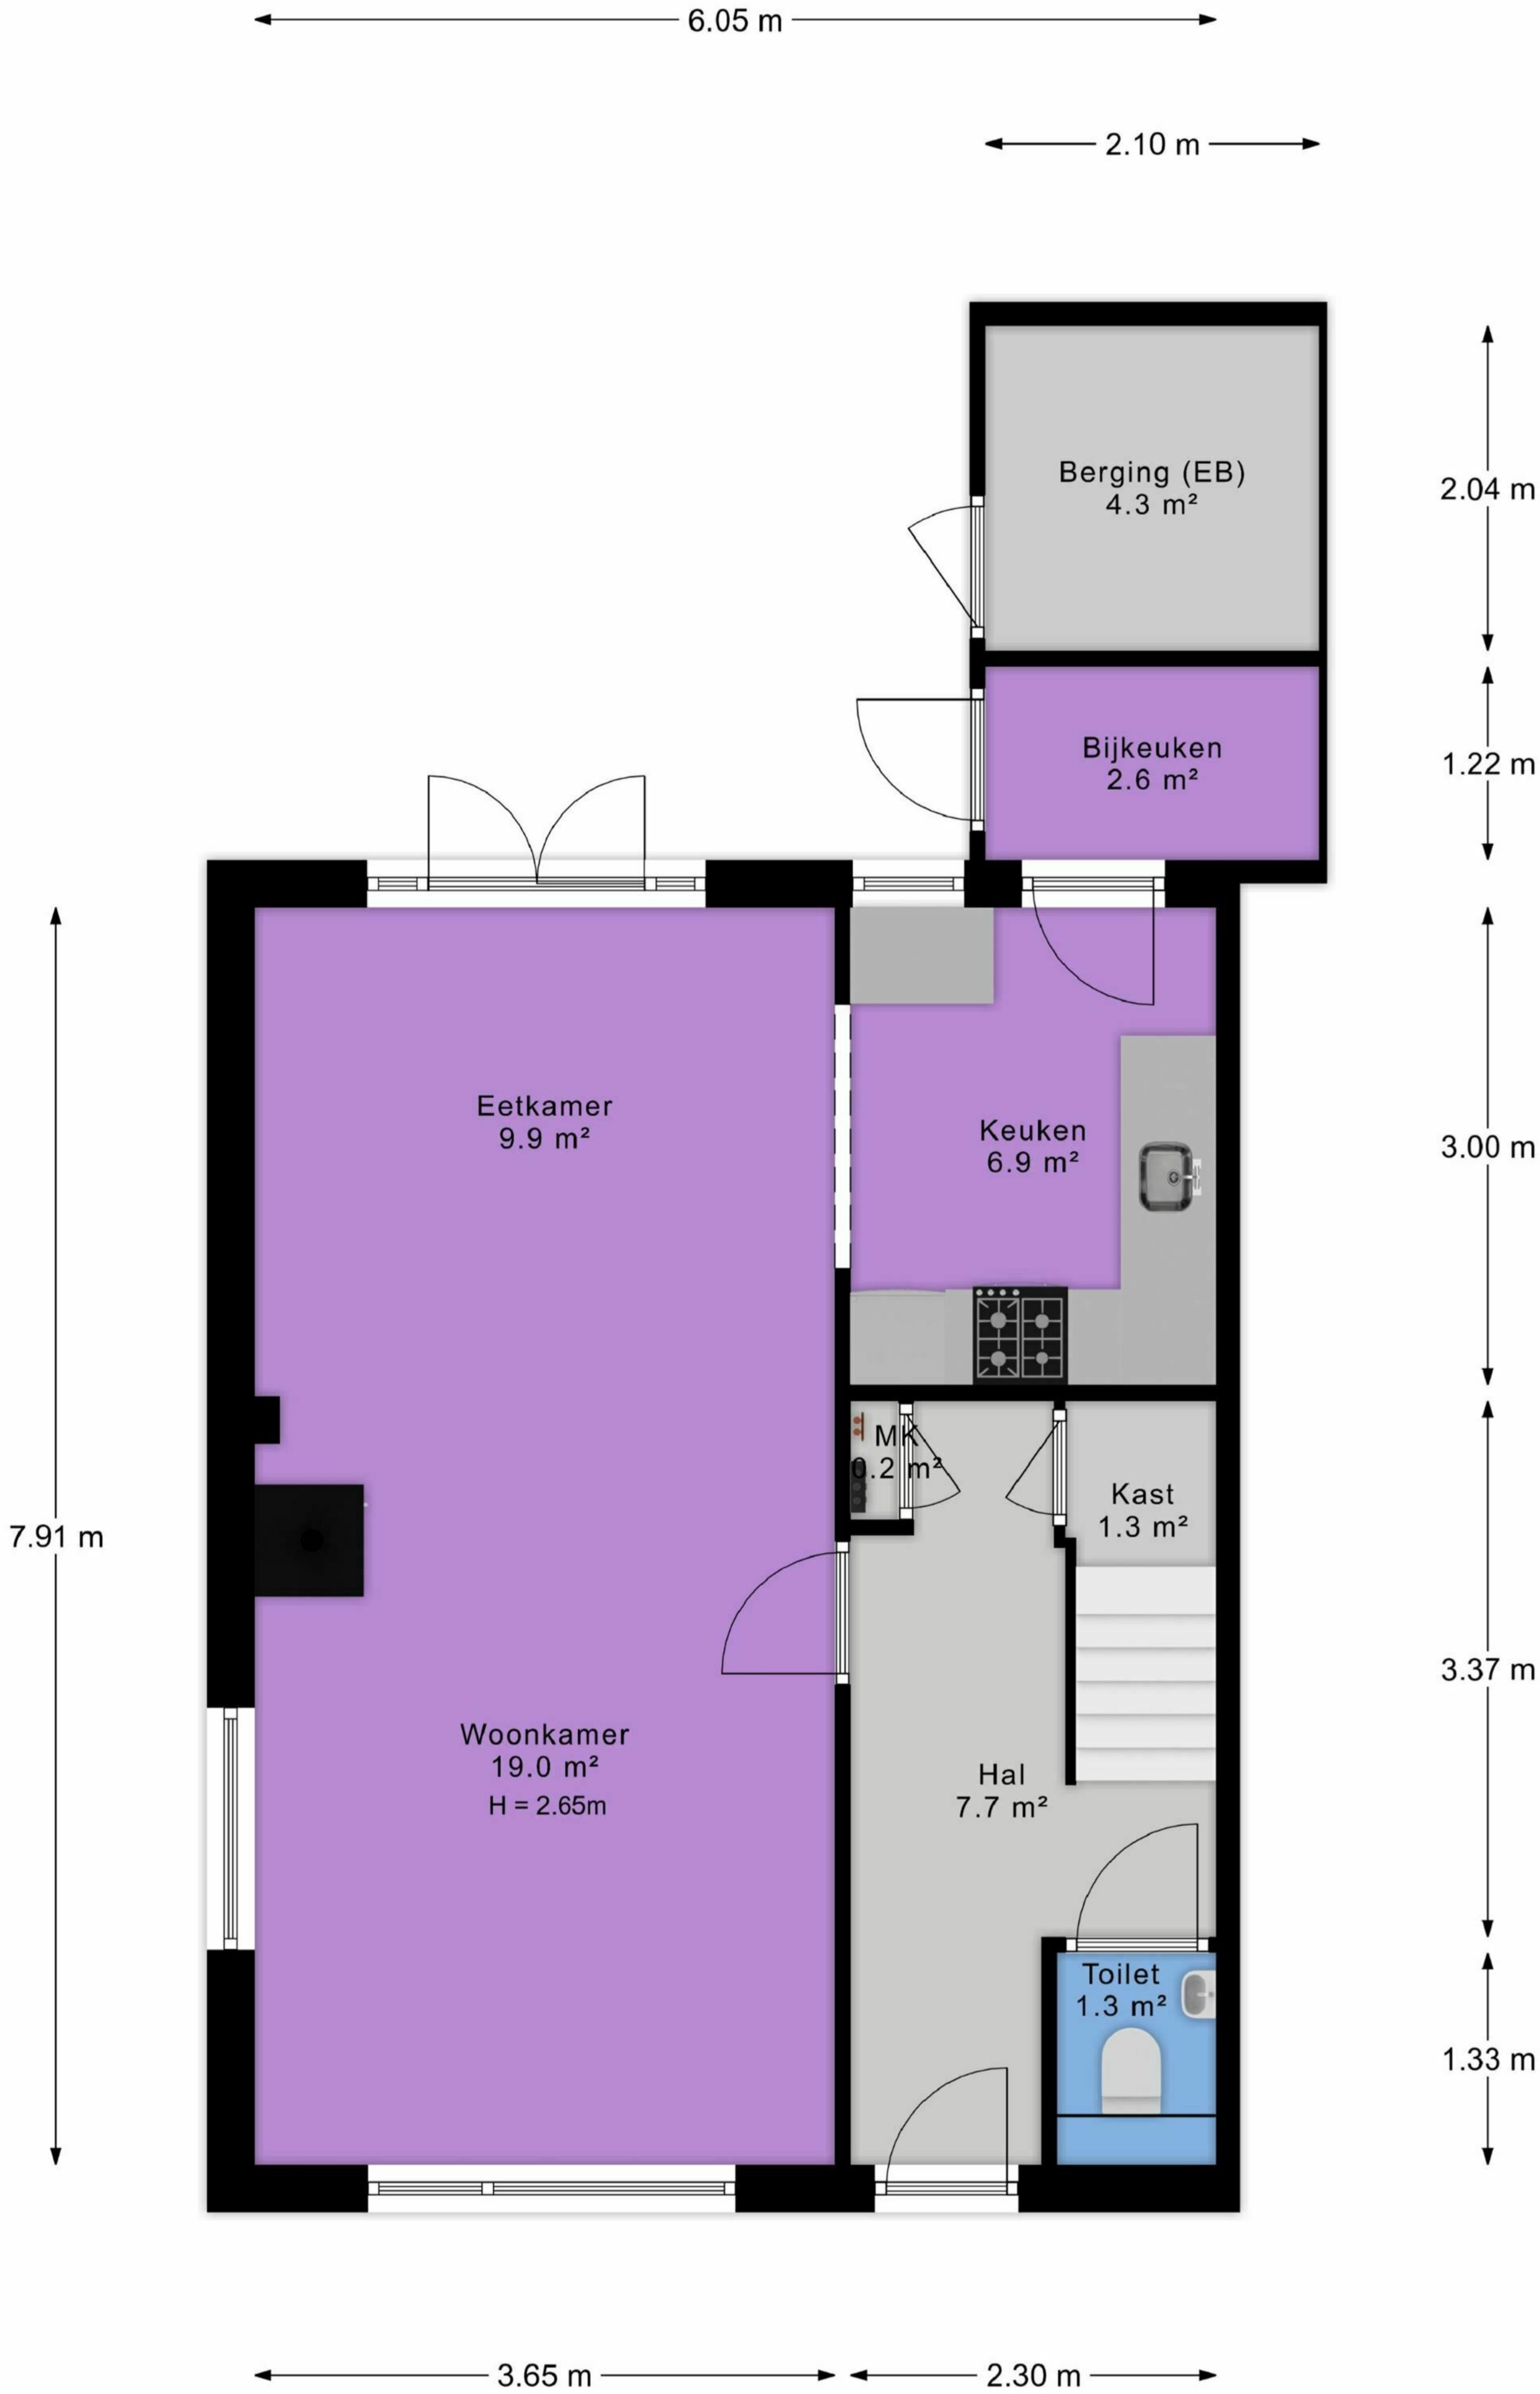 6.05 m
2.10 m
Berging (EB)
4.3 m²
2.04 m
Bijkeuken
2.6 m²
1.22 m
Eetkamer
9.9 m²
Keuken
6.9 m²
3.00 m
MK
0.2 m²
Kast
1.3 m²
7.91 m
3.37 m
Woonkamer
19.0 m²
H = 2.65m
Hal
7.7 m²
Toilet
1.3 m²
1.33 m
3.65 m
2.30 m